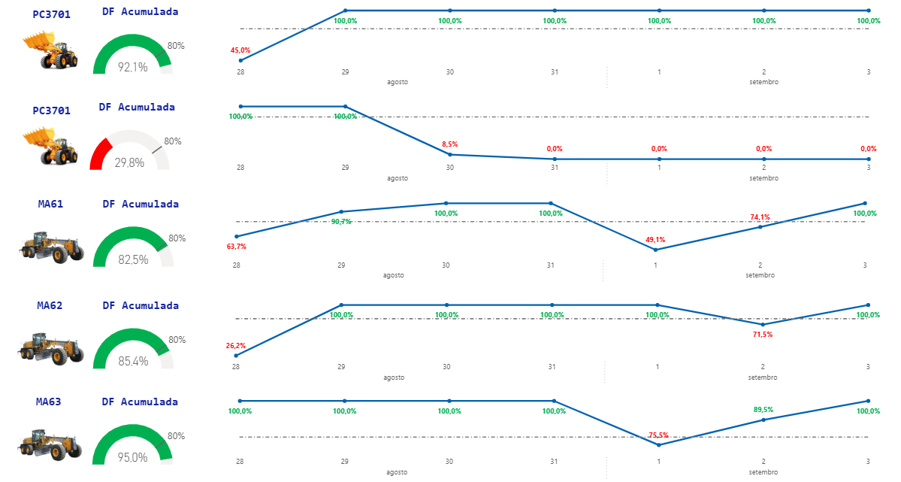 PC3701
DF Acumulada
80%
92.1%
45,0% 100,0% 100,0% 100,0% 100,0% 100,0% 100,0%
28 29 30 31 1 2 3
agosto setembro
PC3701
DF Acumulada
80%
29.8%
100,0% 100,0% 8,5% 0,0% 0,0% 0,0% 0,0%
28 29 30 31 1 2 3
agosto setembro
MA61
DF Acumulada
80%
82.5%
63,7% 90,7% 100,0% 100,0% 49,1% 74,1% 100,0%
28 29 30 31 1 2 3
agosto setembro
MA62
DF Acumulada
80%
85.4%
26,2% 100,0% 100,0% 100,0% 100,0% 71,5% 100,0%
28 29 30 31 1 2 3
agosto setembro
MA63
DF Acumulada
80%
95.0%
100,0% 100,0% 100,0% 100,0% 75,5% 89,5% 100,0%
28 29 30 31 1 2 3
agosto setembro